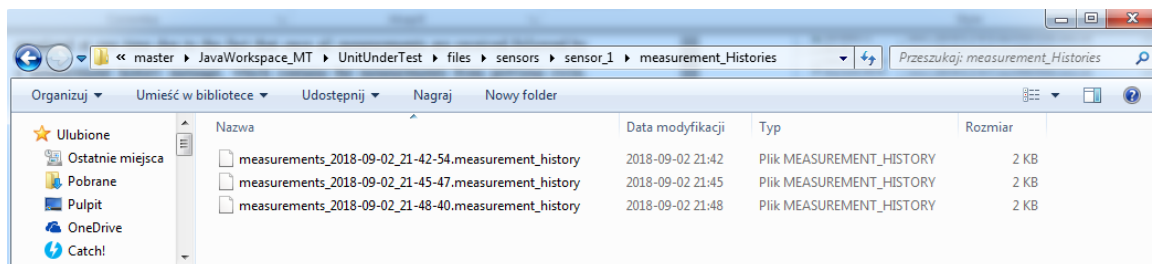 « master ▸ JavaWorkspace_MT ▸ UnitUnderTest ▸ files ▸ sensors ▸ sensor_1 ▸ measurement_Histories Przeszukaj: measurement_Histories
Organizuj Umieść w bibliotece Udostępnij Nagraj Nowy folder
Ulubione
Ostatnie miejsca
Pobrane
Pulpit
OneDrive
Catch!
Nazwa Data modyfikacji Typ Rozmiar
measurements_2018-09-02_21-42-54.measurement_history 2018-09-02 21:42 Plik MEASUREMENT_HISTORY 2 KB
measurements_2018-09-02_21-45-47.measurement_history 2018-09-02 21:45 Plik MEASUREMENT_HISTORY 2 KB
measurements_2018-09-02_21-48-40.measurement_history 2018-09-02 21:48 Plik MEASUREMENT_HISTORY 2 KB